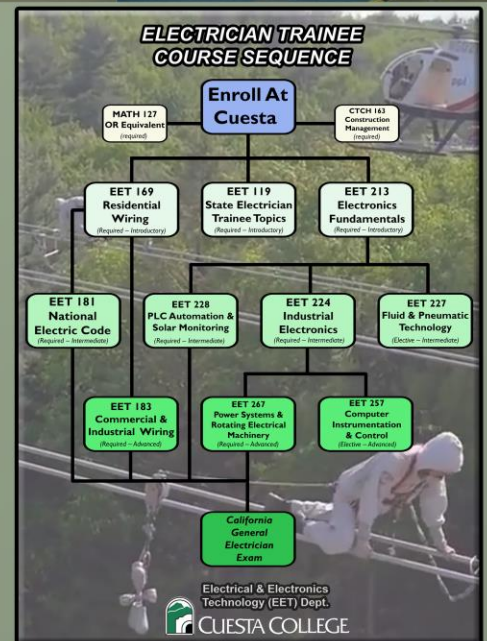 ELECTRICIAN TRAINEE
COURSE SEQUENCE
Enroll At
Cuesta
MATH 127
OR Equivalent
(required)
CTCH 163
Construction
Management
(required)
EET 169
Residential
Wiring
(Required – Introductory)
EET 119
State Electrician
Trainee Topics
(Required – Introductory)
EET 213
Electronics
Fundamentals
(Required – Introductory)
EET 181
National
Electric Code
(Required – Intermediate)
EET 228
PLC Automation &
Solar Monitoring
(Required – Intermediate)
EET 224
Industrial
Electronics
(Required – Intermediate)
EET 227
Fluid & Pneumatic
Technology
(Elective – Intermediate)
EET 183
Commercial &
Industrial Wiring
(Required – Advanced)
EET 267
Power Systems &
Rotating Electrical
Machinery
(Required – Advanced)
EET 257
Computer
Instrumentation
& Control
(Elective – Advanced)
California
General
Electrician
Exam
Electrical & Electronics
Technology (EET) Dept.
CUESTA COLLEGE